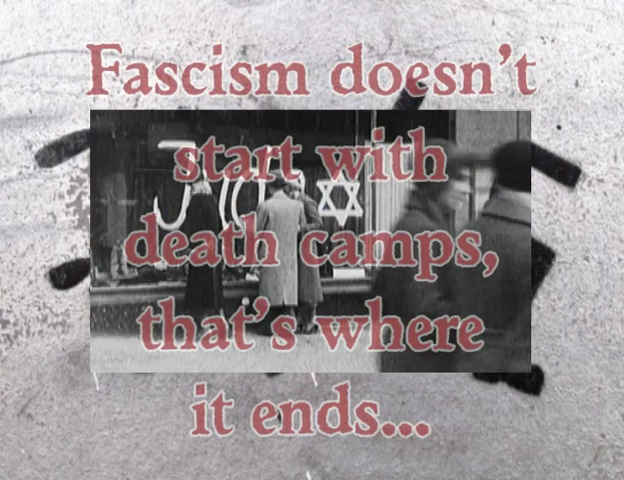 Fascism doesn't
start with
death camps,
that's where
it ends...